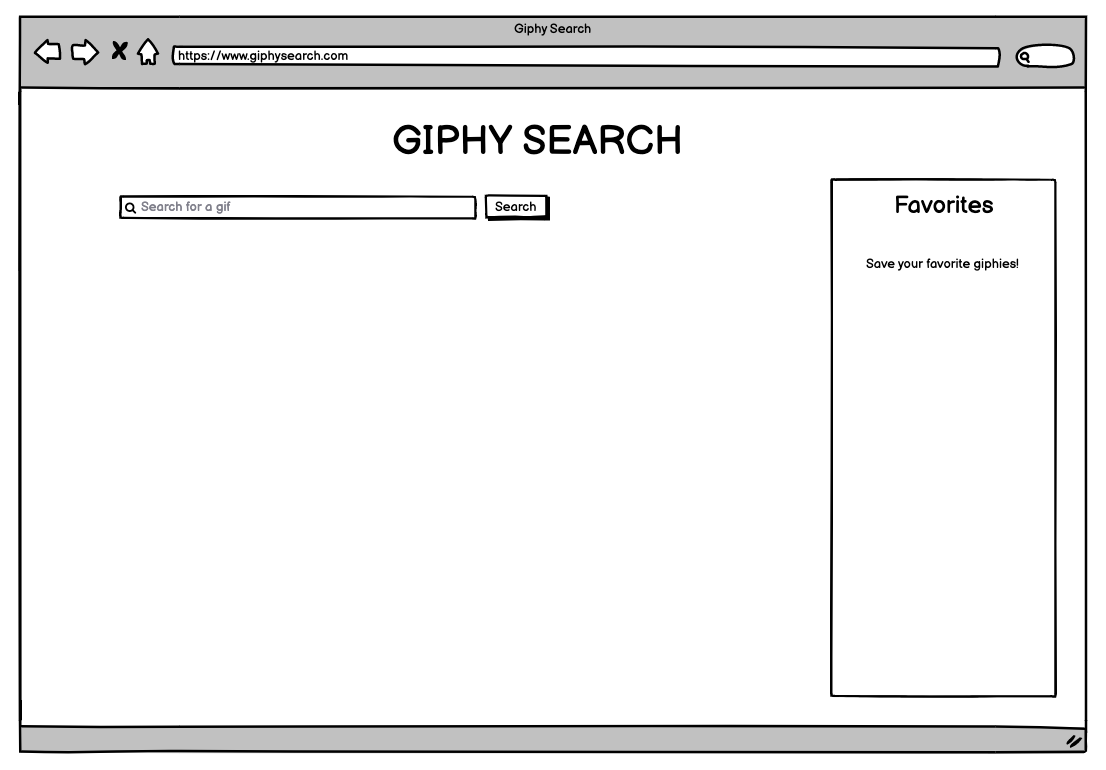 Giphy Search
https://www.giphysearch.com
GIPHY SEARCH
Search for a gif
Search
Favorites
Save your favorite giphies!